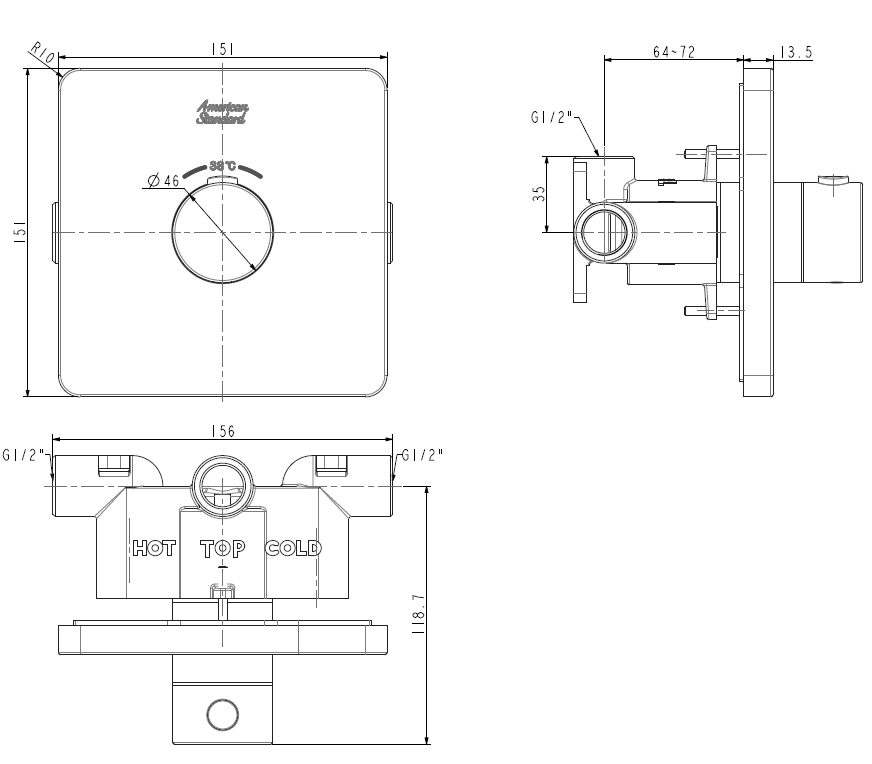 R10
151
American
Standard
38℃
Ø46
151
64~72
13.5
G1/2"
35
156
G1/2"
G1/2"
HOT
TOP
COLD
118.7